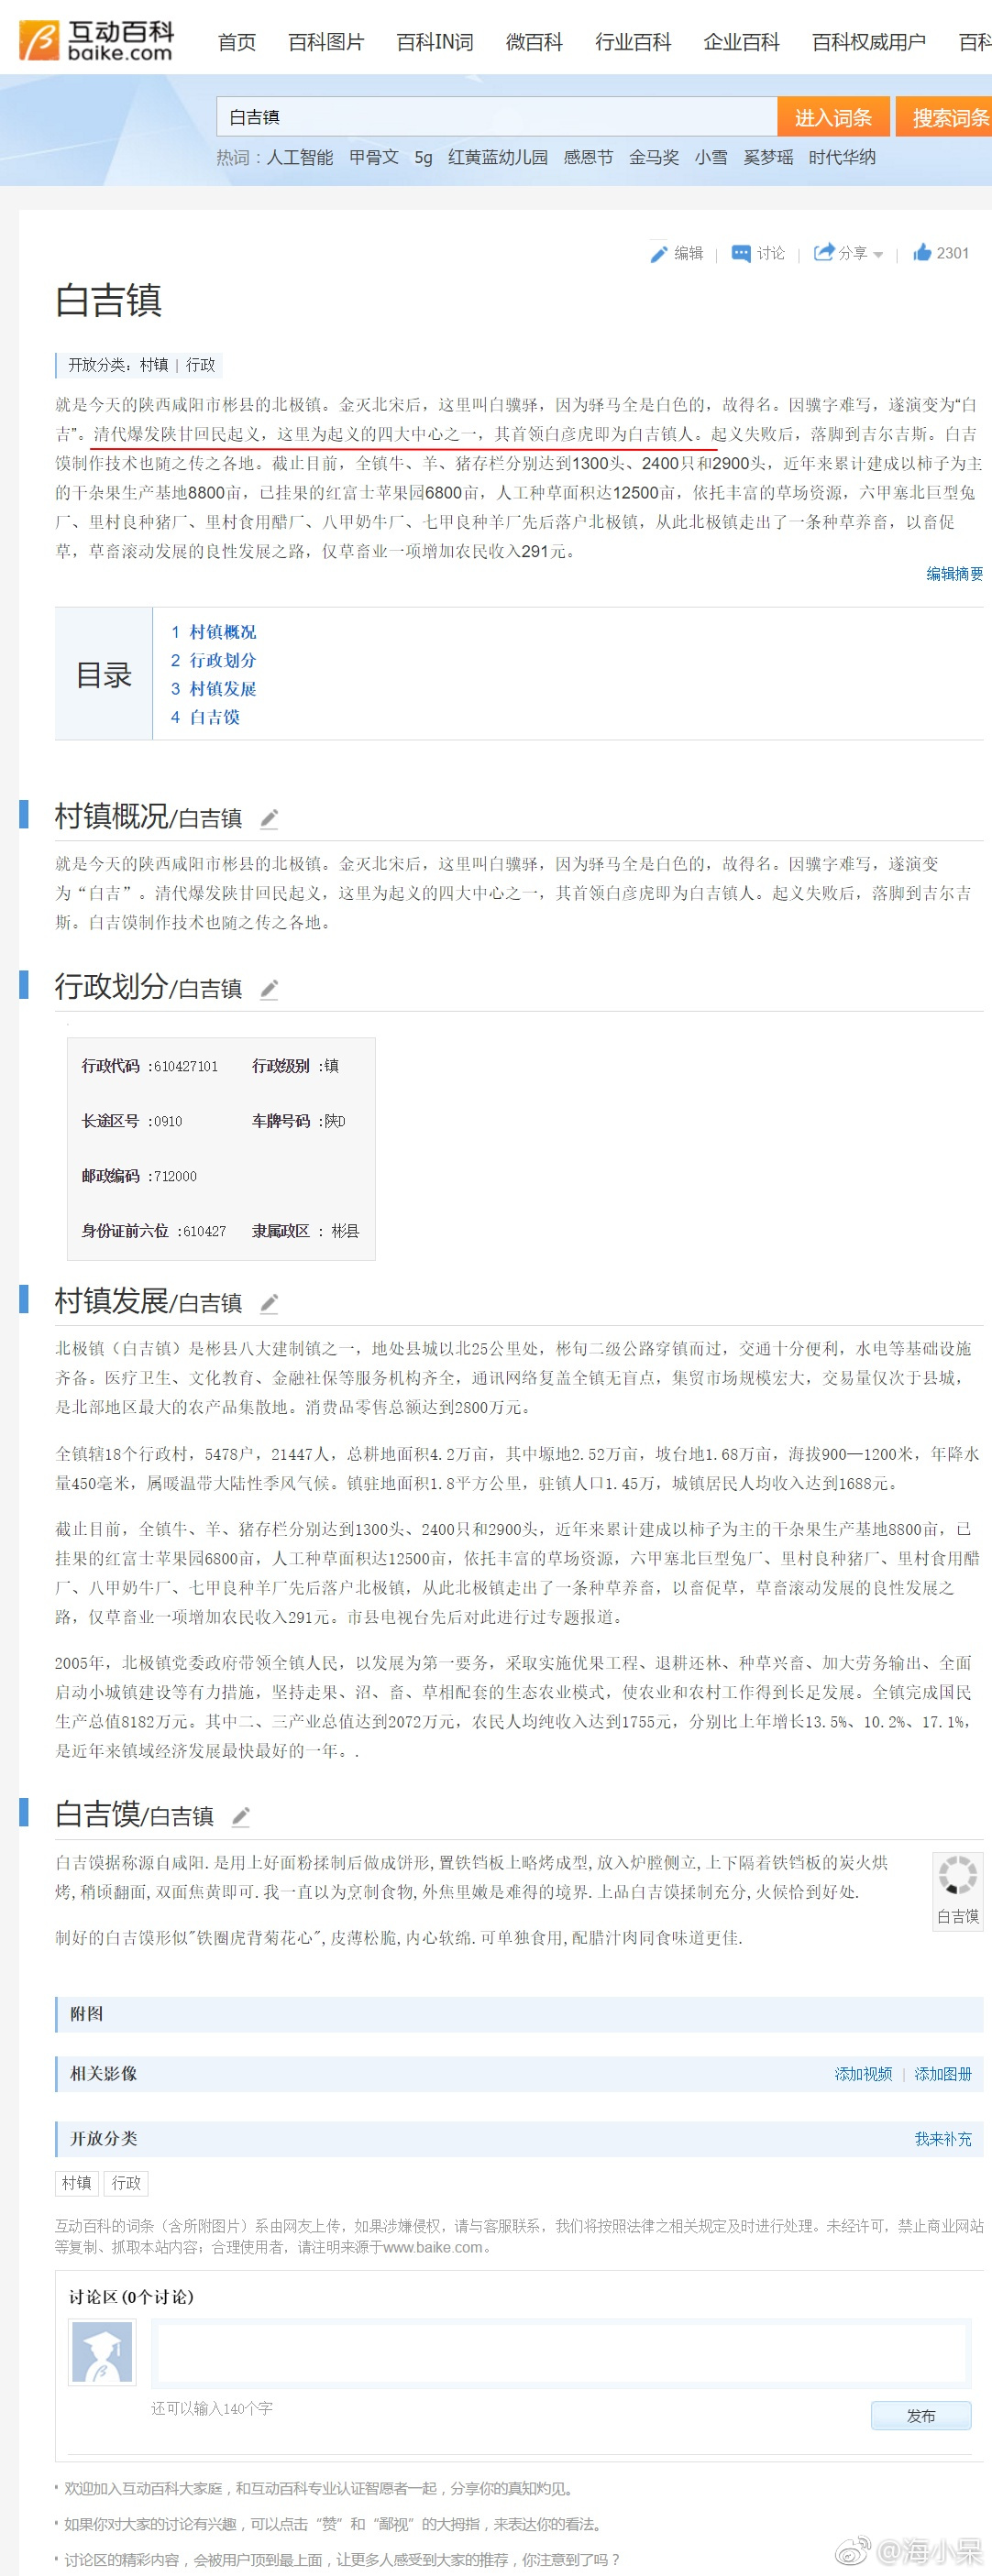 互动百科
baike.com
首页 百科图片 百科IN词 微百科 行业百科 企业百科 百科权威用户 百科
白吉镇 进入词条 搜索词条
热词：人工智能 甲骨文 5g 红黄蓝幼儿园 感恩节 金马奖 小雪 奚梦瑶 时代华纳
编辑 | 讨论 | 分享 | 2301
白吉镇
开放分类：村镇 | 行政
就是今天的陕西咸阳市彬县的北极镇。金灭北宋后，这里叫白骥驿，因为驿马全是白色的，故得名。因骥字难写，遂演变为“白
吉”。清代爆发陕甘回民起义，这里为起义的四大中心之一，其首领白彦虎即为白吉镇人。起义失败后，落脚到吉尔吉斯。白吉
馍制作技术也随之传之各地。截止目前，全镇牛、羊、猪存栏分别达到1300头、2400只和2900头，近年来累计建成以柿子为主
的干杂果生产基地8800亩，已挂果的红富士苹果园6800亩，人工种草面积达12500亩，依托丰富的草场资源，六甲塞北巨型兔
厂、里村良种猪厂、里村食用醋厂、八甲奶牛厂、七甲良种羊厂先后落户北极镇，从此北极镇走出了一条种草养畜，以畜促
草，草畜滚动发展的良性发展之路，仅草畜业一项增加农民收入291元。
编辑摘要
目录
1 村镇概况
2 行政划分
3 村镇发展
4 白吉馍
村镇概况/白吉镇
就是今天的陕西咸阳市彬县的北极镇。金灭北宋后，这里叫白骥驿，因为驿马全是白色的，故得名。因骥字难写，遂演变
为“白吉”。清代爆发陕甘回民起义，这里为起义的四大中心之一，其首领白彦虎即为白吉镇人。起义失败后，落脚到吉尔吉
斯。白吉馍制作技术也随之传之各地。
行政划分/白吉镇
行政代码 :610427101 行政级别 :镇
长途区号 :0910 车牌号码 :陕D
邮政编码 :712000
身份证前六位 :610427 隶属政区 : 彬县
村镇发展/白吉镇
北极镇（白吉镇）是彬县八大建制镇之一，地处县城以北25公里处，彬旬二级公路穿镇而过，交通十分便利，水电等基础设施
齐备。医疗卫生、文化教育、金融社保等服务机构齐全，通讯网络复盖全镇无盲点，集贸市场规模宏大，交易量仅次于县城，
是北部地区最大的农产品集散地。消费品零售总额达到2800万元。
全镇辖18个行政村，5478户，21447人，总耕地面积4.2万亩，其中塬地2.52万亩，坡台地1.68万亩，海拔900—1200米，年降水
量450毫米，属暖温带大陆性季风气候。镇驻地面积1.8平方公里，驻镇人口1.45万，城镇居民人均收入达到1688元。
截止目前，全镇牛、羊、猪存栏分别达到1300头、2400只和2900头，近年来累计建成以柿子为主的干杂果生产基地8800亩，已
挂果的红富士苹果园6800亩，人工种草面积达12500亩，依托丰富的草场资源，六甲塞北巨型兔厂、里村良种猪厂、里村食用醋
厂、八甲奶牛厂、七甲良种羊厂先后落户北极镇，从此北极镇走出了一条种草养畜，以畜促草，草畜滚动发展的良性发展之
路，仅草畜业一项增加农民收入291元。市县电视台先后对此进行过专题报道。
2005年，北极镇党委政府带领全镇人民，以发展为第一要务，采取实施优果工程、退耕还林、种草兴畜、加大劳务输出、全面
启动小城镇建设等有力措施，坚持走果、沼、畜、草相配套的生态农业模式，使农业和农村工作得到长足发展。全镇完成国民
生产总值8182万元。其中二、三产业总值达到2072万元，农民人均纯收入达到1755元，分别比上年增长13.5%、10.2%、17.1%，
是近年来镇域经济发展最快最好的一年。.
白吉馍/白吉镇
白吉馍据称源自咸阳.是用上好面粉揉制后做成饼形,置铁铛板上略烤成型,放入炉膛侧立,上下隔着铁铛板的炭火烘
烤,稍顷翻面,双面焦黄即可.我一直以为烹制食物,外焦里嫩是难得的境界.上品白吉馍揉制充分,火候恰到好处.
白吉馍
制好的白吉馍形似"铁圈虎背菊花心",皮薄松脆,内心软绵.可单独食用,配腊汁肉同食味道更佳.
附图
相关影像 添加视频 | 添加图册
开放分类 我来补充
村镇 行政
互动百科的词条（含所附图片）系由网友上传，如果涉嫌侵权，请与客服联系，我们将按照法律之相关规定及时进行处理。未经许可，禁止商业网站
等复制、抓取本站内容；合理使用者，请注明来源于www.baike.com。
讨论区(0个讨论)
还可以输入140个字
发布
欢迎加入互动百科大家庭，和互动百科专业认证智愿者一起，分享你的真知灼见。
如果你对大家的讨论有兴趣，可以点击“赞”和“鄙视”的大拇指，来表达你的看法。
讨论区的精彩内容，会被用户顶到最上面，让更多人感受到大家的推荐，你注意到了吗？
@海小呆